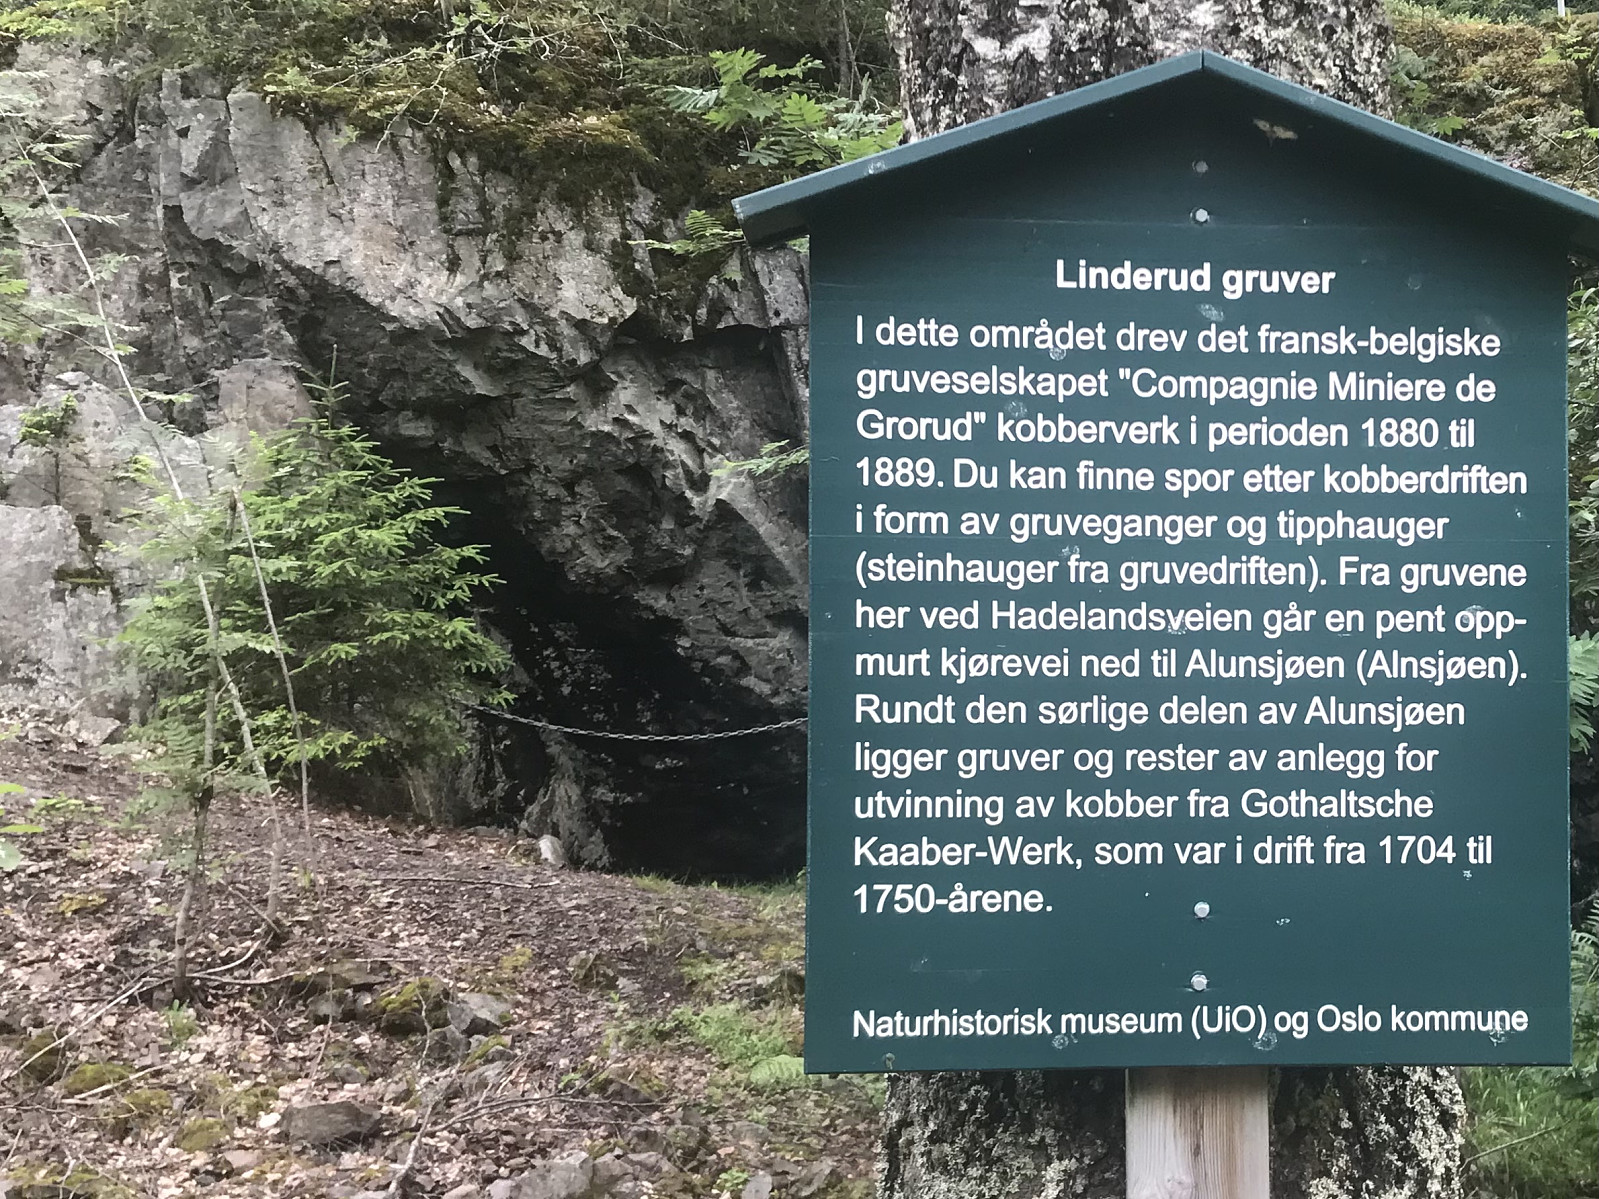 Linderud gruver
I dette området drev det fransk-belgiske
gruveselskapet "Compagnie Miniere de
Grorud" kobberverk i perioden 1880 til
1889. Du kan finne spor etter kobberdriften
i form av gruveganger og tipphauger
(steinhauger fra gruvedriften). Fra gruvene
her ved Hadelandsveien går en pent opp-
murt kjørevei ned til Alunsjøen (Alnsjøen).
Rundt den sørlige delen av Alunsjøen
ligger gruver og rester av anlegg for
utvinning av kobber fra Gothaltsche
Kaaber-Werk, som var i drift fra 1704 til
1750-årene.
Naturhistorisk museum (UiO) og Oslo kommune